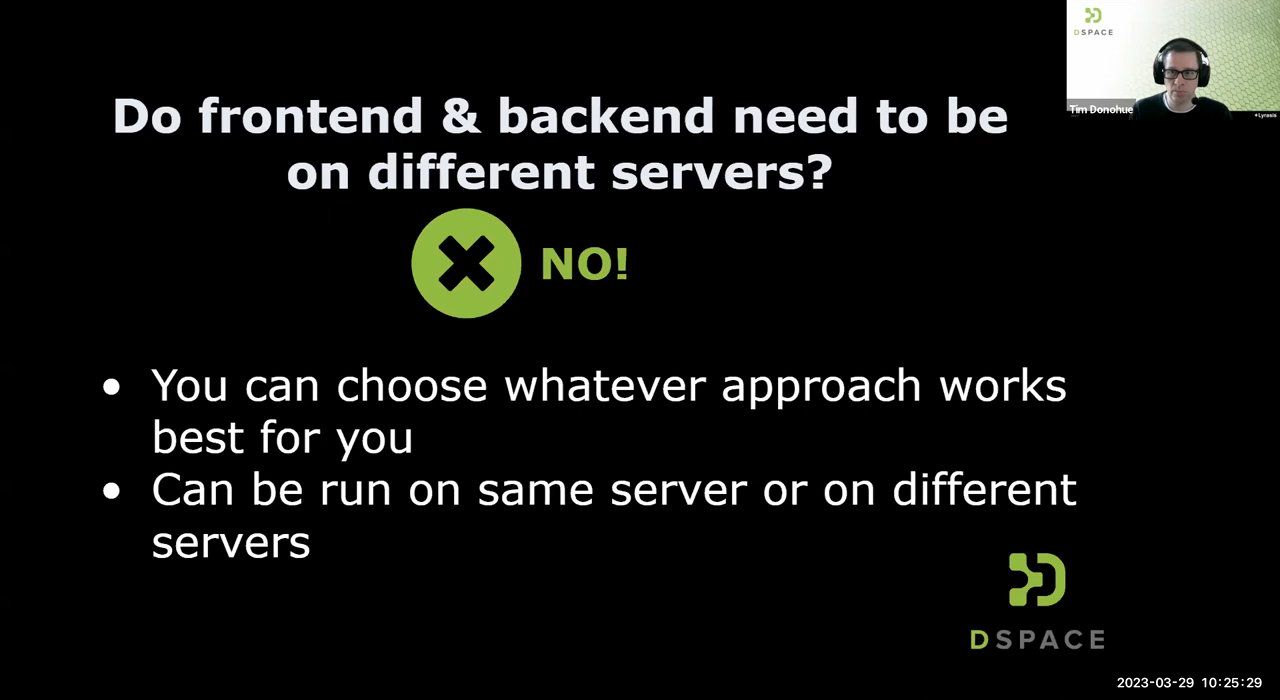 DSPACE
Tim Donohue
Lyrasis
Do frontend & backend need to be
on different servers?
NO!
• You can choose whatever approach works
best for you
• Can be run on same server or on different
servers
DSPACE
2023-03-29 10:25:29